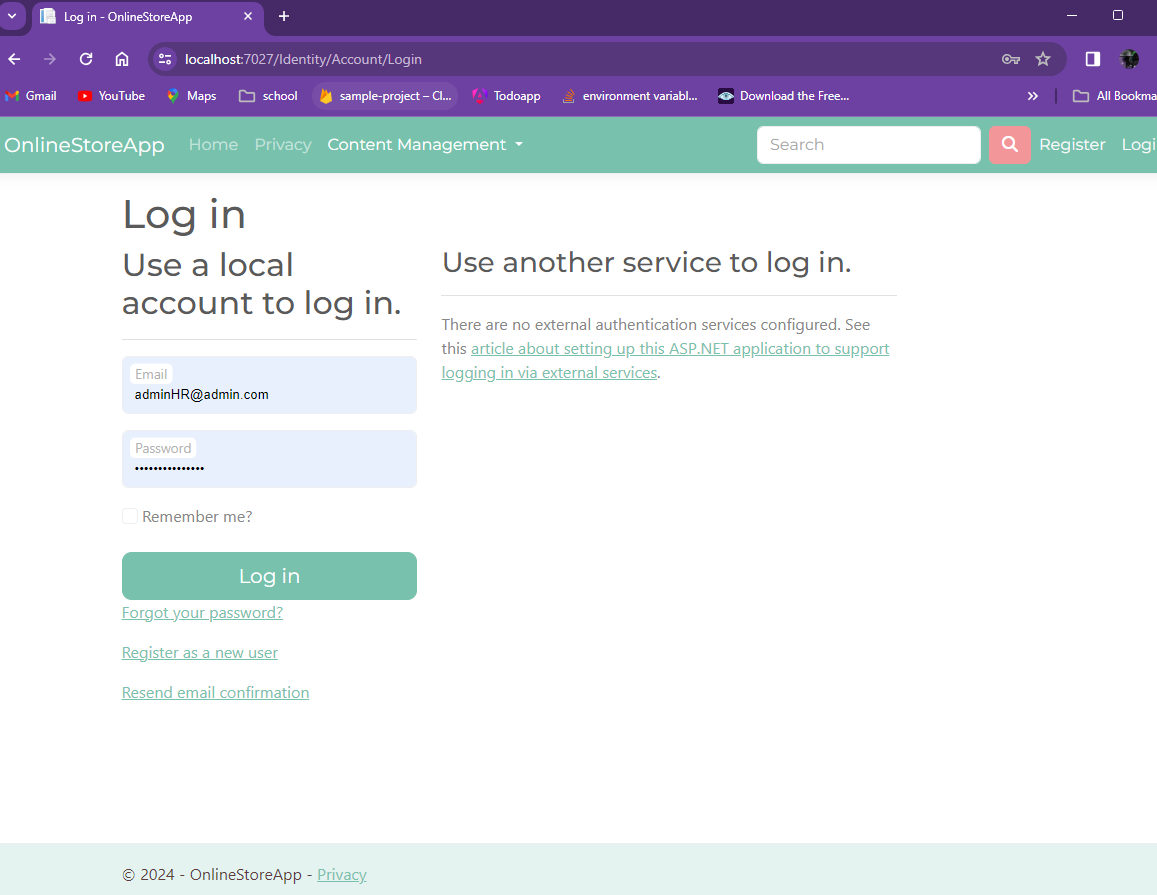 Log in - OnlineStoreApp
localhost:7027/Identity/Account/Login
Gmail YouTube Maps school sample-project – Cl... Todoapp environment variabl... Download the Free... All Bookma
OnlineStoreApp Home Privacy Content Management Search Register Logi
Log in
Use a local
account to log in.
Email
adminHR@admin.com
Password
•••••••••••••••
Remember me?
Log in
Forgot your password?
Register as a new user
Resend email confirmation
Use another service to log in.
There are no external authentication services configured. See
this article about setting up this ASP.NET application to support
logging in via external services.
© 2024 - OnlineStoreApp - Privacy